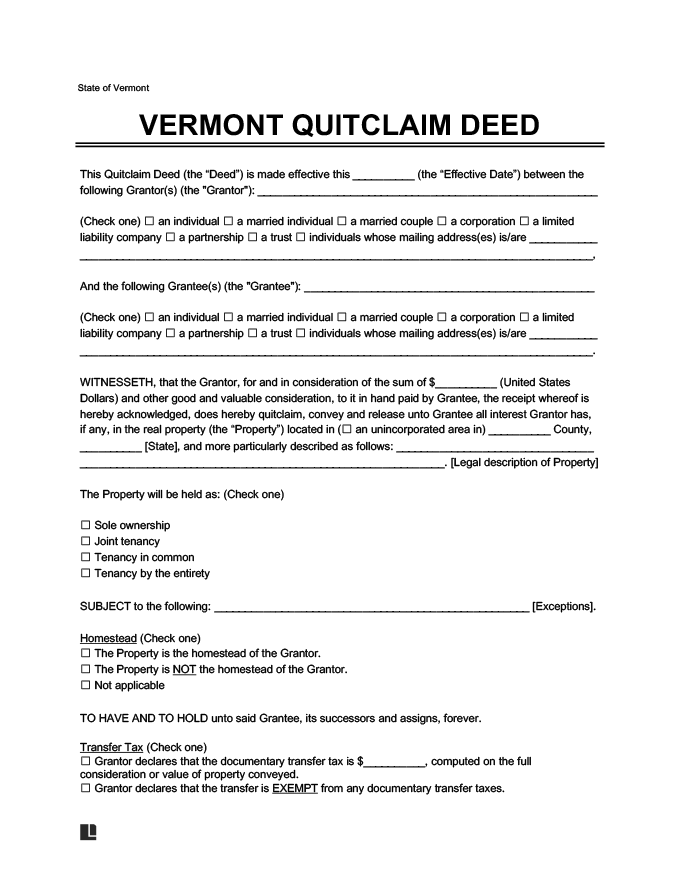 State of Vermont
VERMONT QUITCLAIM DEED
This Quitclaim Deed (the “Deed”) is made effective this __________ (the “Effective Date”) between the
following Grantor(s) (the "Grantor"): ________________________________________________________
(Check one) ☐ an individual ☐ a married individual ☐ a married couple ☐ a corporation ☐ a limited
liability company ☐ a partnership ☐ a trust ☐ individuals whose mailing address(es) is/are ___________
_____________________________________________________________________________________,
And the following Grantee(s) (the "Grantee"): ________________________________________________
(Check one) ☐ an individual ☐ a married individual ☐ a married couple ☐ a corporation ☐ a limited
liability company ☐ a partnership ☐ a trust ☐ individuals whose mailing address(es) is/are ___________
_____________________________________________________________________________________.
WITNESSETH, that the Grantor, for and in consideration of the sum of $__________ (United States
Dollars) and other good and valuable consideration, to it in hand paid by Grantee, the receipt whereof is
hereby acknowledged, does hereby quitclaim, convey and release unto Grantee all interest Grantor has,
if any, in the real property (the “Property”) located in (☐ an unincorporated area in) __________ County,
__________ [State], and more particularly described as follows: ________________________________
____________________________________________________________. [Legal description of Property]
The Property will be held as: (Check one)
☐ Sole ownership
☐ Joint tenancy
☐ Tenancy in common
☐ Tenancy by the entirety
SUBJECT to the following: ____________________________________________________ [Exceptions].
Homestead (Check one)
☐ The Property is the homestead of the Grantor.
☐ The Property is NOT the homestead of the Grantor.
☐ Not applicable
TO HAVE AND TO HOLD unto said Grantee, its successors and assigns, forever.
Transfer Tax (Check one)
☐ Grantor declares that the documentary transfer tax is $__________, computed on the full
consideration or value of property conveyed.
☐ Grantor declares that the transfer is EXEMPT from any documentary transfer taxes.